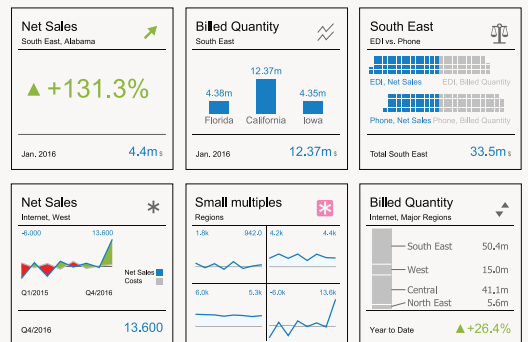 Net Sales
South East, Alabama
▲ +131.3%
Jan. 2016 4.4m $
Billed Quantity
South East
4.38m 12.37m 4.35m
Florida California Iowa
Jan. 2016 12.37m $
South East
EDI vs. Phone
EDI, Net Sales EDI, Billed Quantity
Phone, Net Sales Phone, Billed Quantity
Total South East 33.5m $
Net Sales
Internet, West
-6.000 13.600
Net Sales
Costs
Q1/2015 Q4/2016
Q4/2016 13.600
Small multiples
Regions
1.8k 942.0 4.2k 4.4k
6.0k 5.3k -6.0k 13.6k
Billed Quantity
Internet, Major Regions
South East 50.4m
West 15.0m
Central 41.1m
North East 5.6m
Year to Date ▲+26.4%